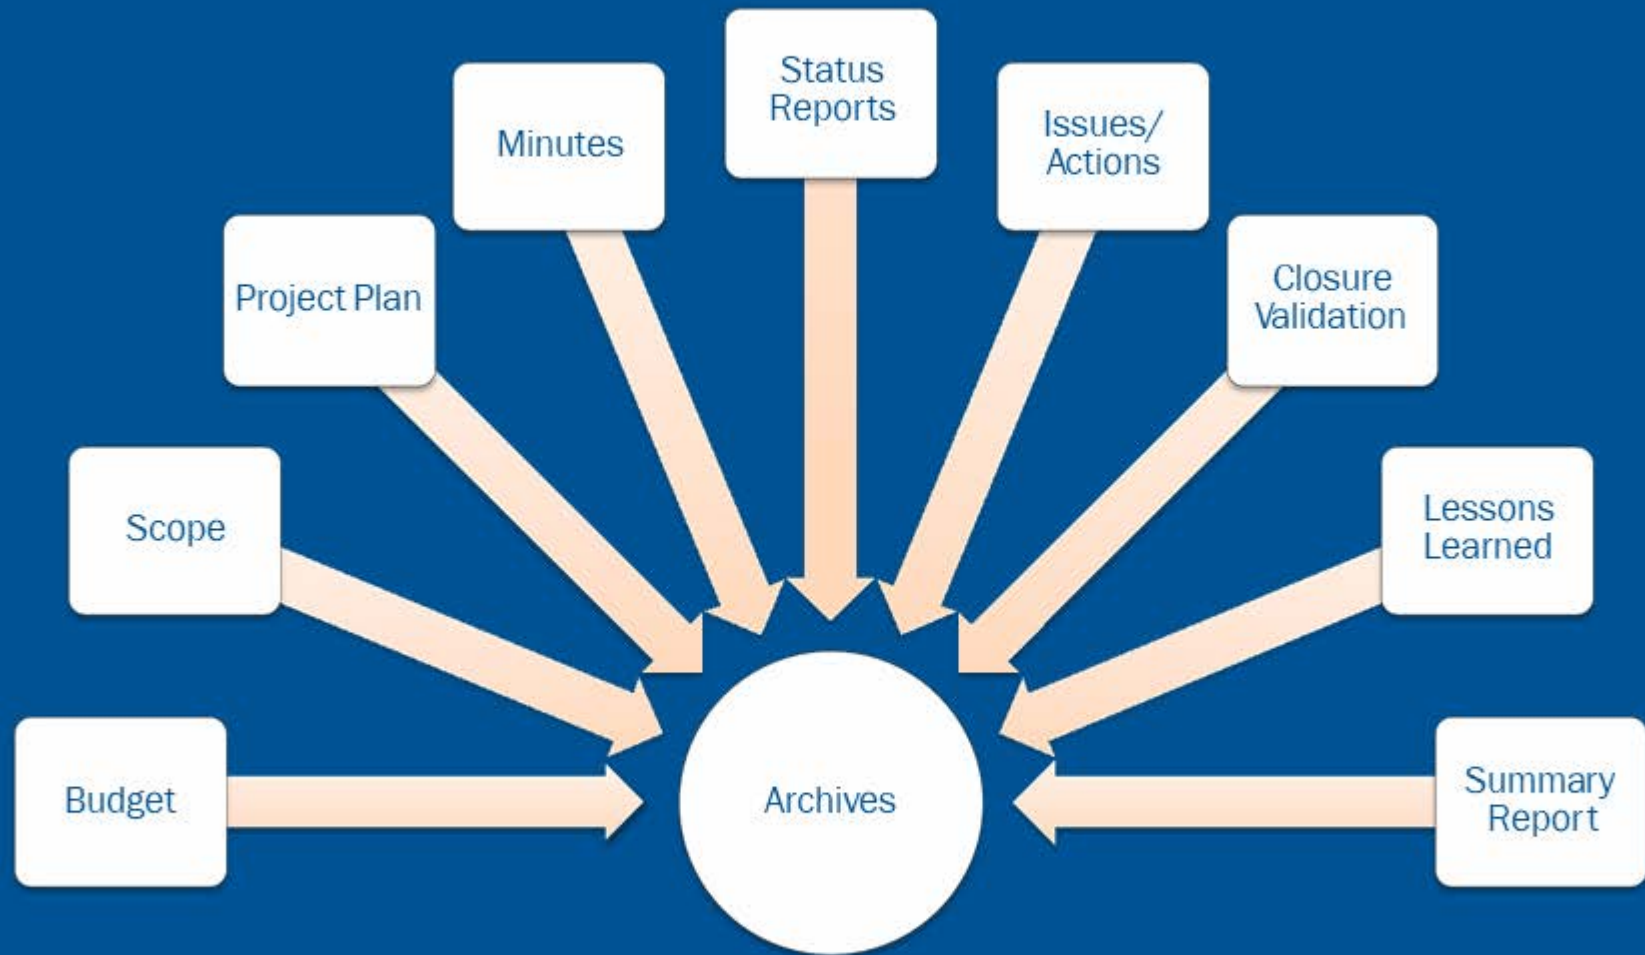 Status
Reports
Minutes
Issues/
Actions
Project Plan
Closure
Validation
Scope
Lessons
Learned
Budget
Archives
Summary
Report